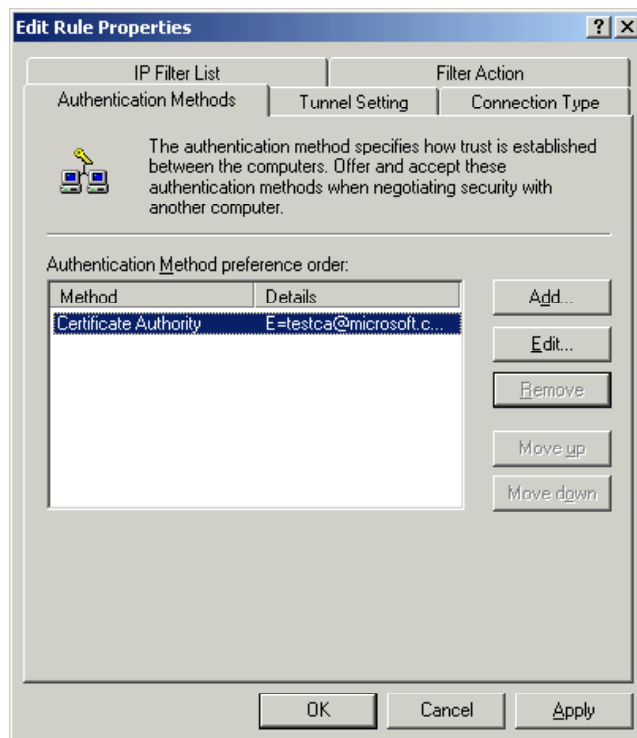 Edit Rule Properties
? X
IP Filter List
Filter Action
Authentication Methods
Tunnel Setting
Connection Type
The authentication method specifies how trust is established
between the computers. Offer and accept these
authentication methods when negotiating security with
another computer.
Authentication Method preference order:
Method Details
Certificate Authority E=testca@microsoft.c...
Add...
Edit...
Remove
Move up
Move down
OK Cancel Apply